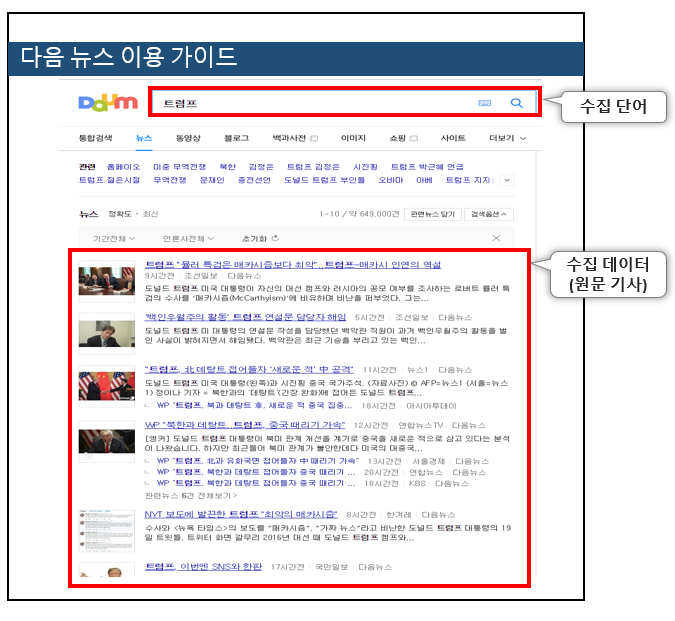 다음 뉴스 이용 가이드
Daum
트럼프
수집 단어
통합검색 뉴스 동영상 블로그 백과사전 이미지 쇼핑 사이트 더보기
관련 폼페이오 미중 무역전쟁 북한 김정은 트럼프 김정은 시진핑 트럼프 박근혜 언급
트럼프 젊은시절 무역전쟁 문재인 종전선언 도널드 트럼프 부인들 오바마 아베 트럼프 지지
뉴스 정확도 · 최신 1-10 / 약 649,000건 관련뉴스 닫기 검색옵션
기간전체 언론사전체 초기화
수집 데이터
(원문 기사)
트럼프 "뮬러 특검은 매카시즘보다 최악"..트럼프-매카시 인연의 역설
9시간전 | 조선일보 | 다음뉴스
도널드 트럼프 미국 대통령이 자신의 대선 캠프와 러시아의 공모 여부를 조사하는 로버트 뮬러 특
검의 수사를 '매카시즘(McCarthyism)'에 비유하며 비난을 퍼부었다. 그는...
'백인우월주의 활동' 트럼프 연설문 담당자 해임 5시간전 | 조선일보 | 다음뉴스
도널드 트럼프 미 대통령의 연설문 작성을 담당했던 백악관 직원이 과거 백인우월주의 활동을 벌
인 사실이 밝혀지면서 해임됐다. 백악관은 최근 기승을 부리고 있는 백인...
"트럼프, 北 데탕트 접어들자 '새로운 적' 中 공격" 11시간전 | 뉴스1 | 다음뉴스
도널드 트럼프 미국 대통령(왼쪽)과 시진핑 중국 국가주석. (자료사진) © AFP=뉴스1 (서울=뉴스
1) 정이나 기자 = 북한과의 '데탕트'(긴장 완화)에 접어든 도널드 트럼프...
WP "트럼프, 북과 데탕트 후, 새로운 적 중국 집중... 18시간전 | 아시아투데이
WP "북한과 데탕트..트럼프, 중국 때리기 가속" 12시간전 | 연합뉴스TV | 다음뉴스
[앵커] 도널드 트럼프 대통령이 북미 관계 개선을 계기로 중국을 새로운 적으로 삼고 있다는 분석
이 나왔습니다. 하지만 최근들어 북미 관계가 불안한데다 미국의 대중국...
WP "트럼프, 北과 유화국면 접어들자 中 때리기 가속" 13시간전 | 서울경제 | 다음뉴스
WP "트럼프, 북한과 데탕트 접어들자 중국 때리기 ... 20시간전 | 연합뉴스 | 다음뉴스
WP "트럼프, 북한과 데탕트 접어들자 중국 때리기 ... 18시간전 | KBS | 다음뉴스
관련뉴스 6건 전체보기 >
NYT 보도에 발끈한 트럼프 "최악의 매카시즘" 8시간전 | 한겨레 | 다음뉴스
수사와 <뉴욕 타임스>의 보도를 "매카시즘", "가짜 뉴스"라고 비난한 도널드 트럼프 대통령의 19
일 트윗들. 트위터 화면 갈무리 2016년 대선 때 도널드 트럼프 캠프와...
트럼프, 이번엔 SNS와 한판 17시간전 | 국민일보 | 다음뉴스